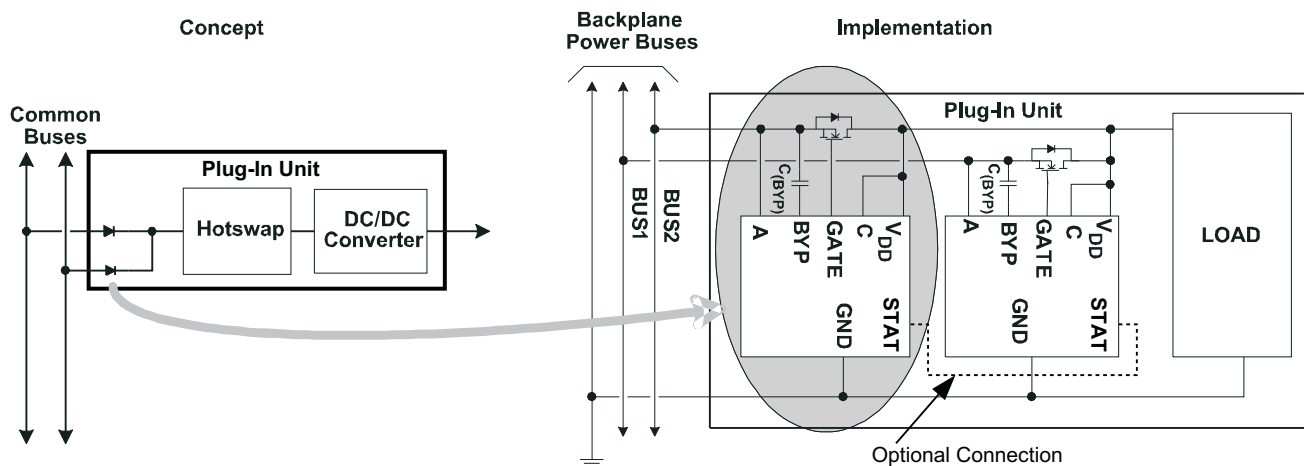 Concept
Backplane
Power Buses
Implementation
Common
Buses
Plug-In Unit
Hotswap
DC/DC
Converter
Plug-In Unit
BUS1
BUS2
C(BYP)
A
BYP
GATE
C
VDD
GND
STAT
C(BYP)
A
BYP
GATE
C
VDD
GND
STAT
LOAD
Optional Connection